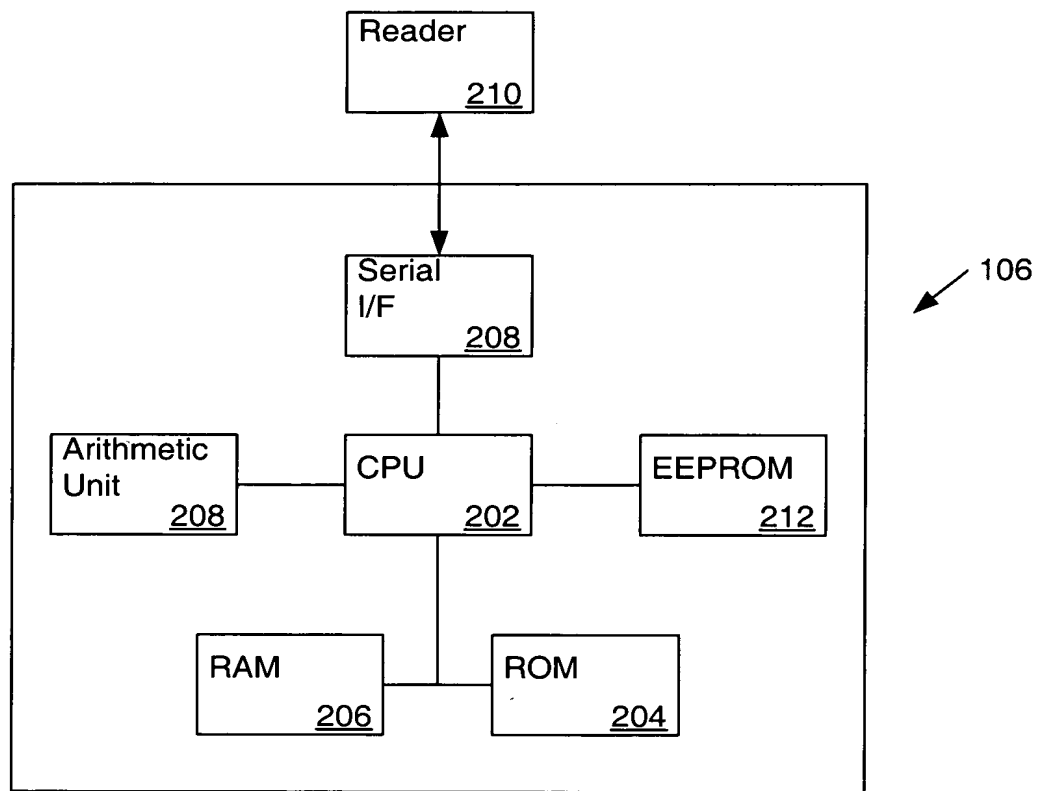 Reader
210
106
Serial
I/F
208
Arithmetic
Unit
208
CPU
202
EEPROM
212
RAM
206
ROM
204